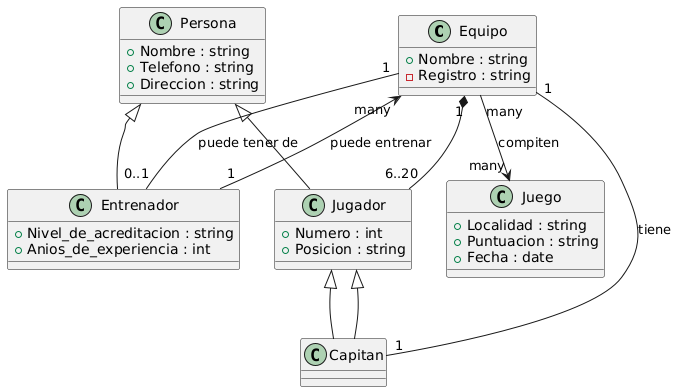 C Persona
Nombre : string
Telefono : string
Direccion : string
C Equipo
Nombre : string
Registro : string
1
many
1
many
1
puede tener de
puede entrenar
compiten
0..1
1
6..20
many
C Entrenador
Nivel_de_acreditacion : string
Anios_de_experiencia : int
C Jugador
Numero : int
Posicion : string
C Juego
Localidad : string
Puntuacion : string
Fecha : date
tiene
C Capitan
1